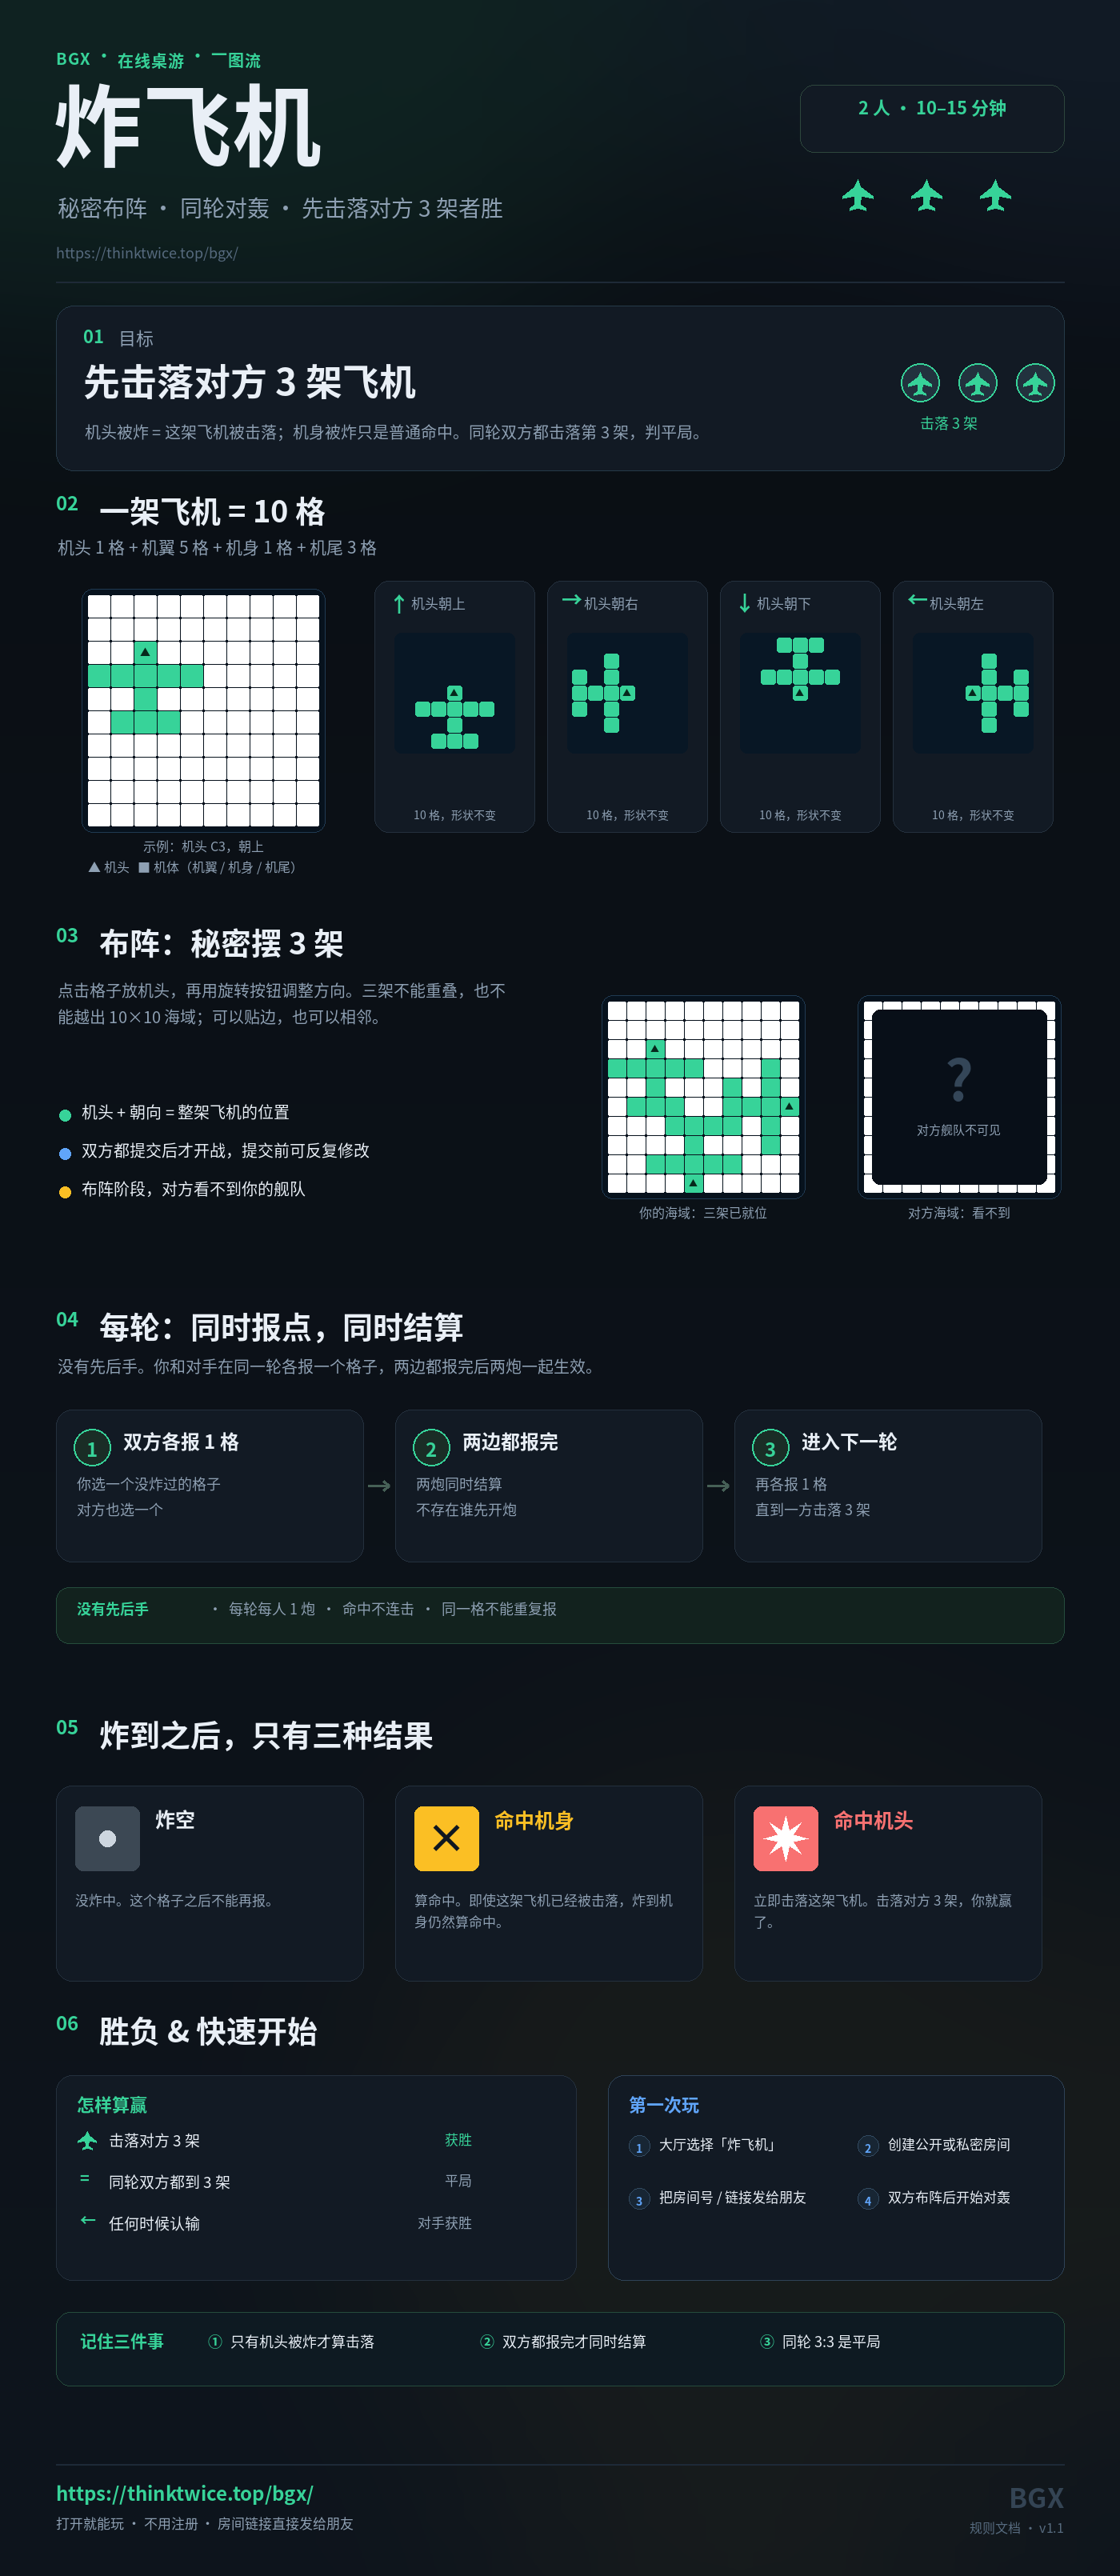 BGX · 在线桌游 · 一图流
炸飞机
2 人 · 10–15 分钟
秘密布阵 · 同轮对轰 · 先击落对方 3 架者胜
https://thinktwice.top/bgx/
01 目标
先击落对方 3 架飞机
机头被炸 = 这架飞机被击落；机身被炸只是普通命中。同轮双方都击落第 3 架，判平局。
击落 3 架
02 一架飞机 = 10 格
机头 1 格 + 机翼 5 格 + 机身 1 格 + 机尾 3 格
↑ 机头朝上
→ 机头朝右
↓ 机头朝下
← 机头朝左
10 格，形状不变
10 格，形状不变
10 格，形状不变
10 格，形状不变
示例：机头 C3，朝上
▲ 机头 ■ 机体（机翼 / 机身 / 机尾）
03 布阵：秘密摆 3 架
点击格子放机头，再用旋转按钮调整方向。三架不能重叠，也不
能越出 10×10 海域；可以贴边，也可以相邻。
机头 + 朝向 = 整架飞机的位置
双方都提交后才开战，提交前可反复修改
布阵阶段，对方看不到你的舰队
?
对方舰队不可见
你的海域：三架已就位
对方海域：看不到
04 每轮：同时报点，同时结算
没有先后手。你和对手在同一轮各报一个格子，两边都报完后两炮一起生效。
1 双方各报 1 格
你选一个没炸过的格子
对方也选一个
→
2 两边都报完
两炮同时结算
不存在谁先开炮
→
3 进入下一轮
再各报 1 格
直到一方击落 3 架
没有先后手 · 每轮每人 1 炮 · 命中不连击 · 同一格不能重复报
05 炸到之后，只有三种结果
炸空
没炸中。这个格子之后不能再报。
命中机身
算命中。即使这架飞机已经被击落，炸到机
身仍然算命中。
命中机头
立即击落这架飞机。击落对方 3 架，你就赢
了。
06 胜负 & 快速开始
怎样算赢
击落对方 3 架 获胜
= 同轮双方都到 3 架 平局
← 任何时候认输 对手获胜
第一次玩
1 大厅选择「炸飞机」
2 创建公开或私密房间
3 把房间号 / 链接发给朋友
4 双方布阵后开始对轰
记住三件事 ① 只有机头被炸才算击落 ② 双方都报完才同时结算 ③ 同轮 3:3 是平局
https://thinktwice.top/bgx/
打开就能玩 · 不用注册 · 房间链接直接发给朋友
BGX
规则文档 · v1.1